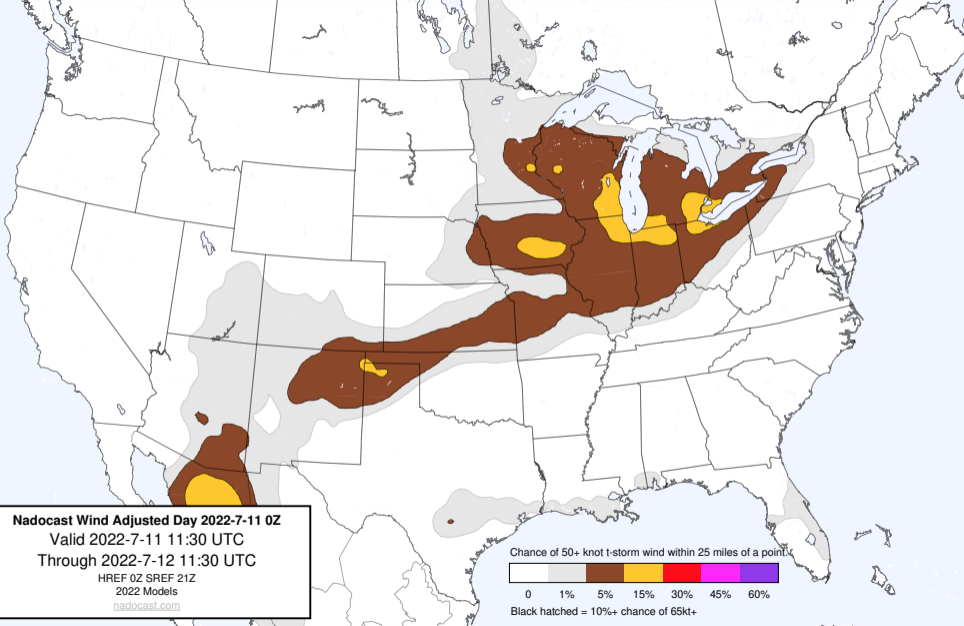 Nadocast Wind Adjusted Day 2022-7-11 0Z
Valid 2022-7-11 11:30 UTC
Through 2022-7-12 11:30 UTC
HREF 0Z SREF 21Z
2022 Models
nadocast.com
Chance of 50+ knot t-storm wind within 25 miles of a point.
0 1% 5% 15% 30% 45% 60%
Black hatched = 10%+ chance of 65kt+